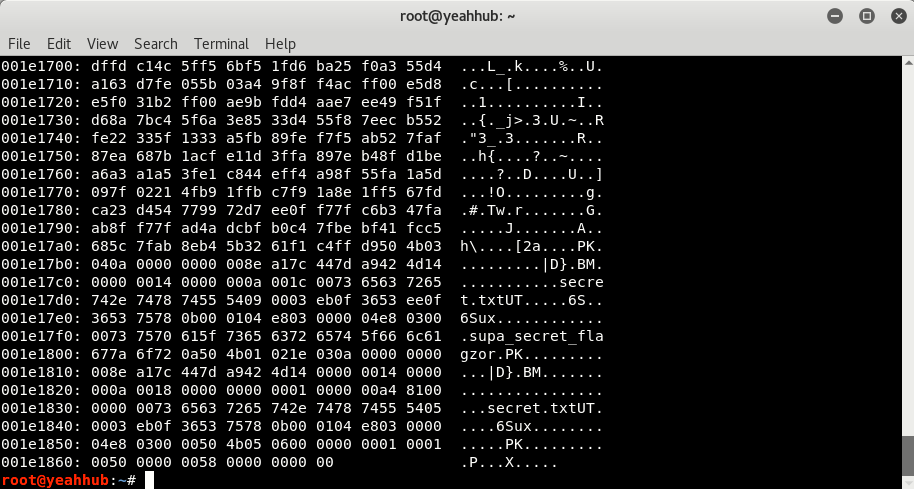 root@yeahhub: ~
File Edit View Search Terminal Help
001e1700: dffd c14c 5ff5 6bf5 1fd6 ba25 f0a3 55d4  ...L_.k....%..U.
001e1710: a163 d7fe 055b 03a4 9f8f f4ac ff00 e5d8  .c...[..........
001e1720: e5f0 31b2 ff00 ae9b fdd4 aae7 ee49 f51f  ..1..........I..
001e1730: d68a 7bc4 5f6a 3e85 33d4 55f8 7eec b552  ..{._j>.3.U.~..R
001e1740: fe22 335f 1333 a5fb 89fe f7f5 ab52 7faf  ."3_.3.......R..
001e1750: 87ea 687b 1acf e11d 3ffa 897e b48f d1be  ..h{....?..~....
001e1760: a6a3 a1a5 3fe1 c844 eff4 a98f 55fa 1a5d  ....?..D....U..]
001e1770: 097f 0221 4fb9 1ffb c7f9 1a8e 1ff5 67fd  ...!O.........g.
001e1780: ca23 d454 7799 72d7 ee0f f77f c6b3 47fa  .#.Tw.r.......G.
001e1790: ab8f f77f ad4a dcbf b0c4 7fbe bf41 fcc5  .....J.......A..
001e17a0: 685c 7fab 8eb4 5b32 61f1 c4ff d950 4b03  h\....[2a....PK.
001e17b0: 040a 0000 0000 008e a17c 447d a942 4d14  .........|D}.BM.
001e17c0: 0000 0014 0000 000a 001c 0073 6563 7265  ...........secre
001e17d0: 742e 7478 7455 5409 0003 eb0f 3653 ee0f  t.txtUT.....6S..
001e17e0: 3653 7578 0b00 0104 e803 0000 04e8 0300  6Sux............
001e17f0: 0073 7570 615f 7365 6372 6574 5f66 6c61  .supa_secret_fla
001e1800: 677a 6f72 0a50 4b01 021e 030a 0000 0000  gzor.PK.........
001e1810: 008e a17c 447d a942 4d14 0000 0014 0000  ...|D}.BM.......
001e1820: 000a 0018 0000 0000 0001 0000 00a4 8100  ................
001e1830: 0000 0073 6563 7265 742e 7478 7455 5405  ...secret.txtUT.
001e1840: 0003 eb0f 3653 7578 0b00 0104 e803 0000  ....6Sux........
001e1850: 04e8 0300 0050 4b05 0600 0000 0001 0001  .....PK.........
001e1860: 0050 0000 0058 0000 0000 00  .P...X.....
root@yeahhub:~#